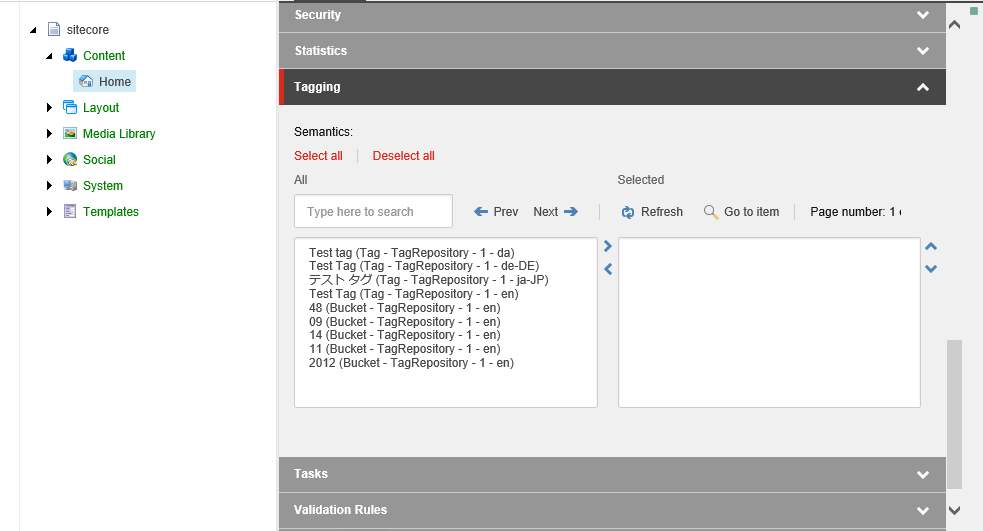 sitecore
Content
Home
Layout
Media Library
Social
System
Templates
Security
Statistics
Tagging
Semantics:
Select all
Deselect all
All
Selected
Type here to search
Prev
Next
Refresh
Go to item
Page number: 1
Test tag (Tag - TagRepository - 1 - da)
Test Tag (Tag - TagRepository - 1 - de-DE)
テスト タグ (Tag - TagRepository - 1 - ja-JP)
Test Tag (Tag - TagRepository - 1 - en)
48 (Bucket - TagRepository - 1 - en)
09 (Bucket - TagRepository - 1 - en)
14 (Bucket - TagRepository - 1 - en)
11 (Bucket - TagRepository - 1 - en)
2012 (Bucket - TagRepository - 1 - en)
Tasks
Validation Rules